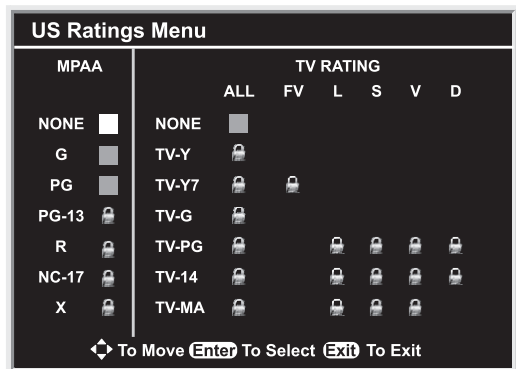 US Ratings Menu
MPAA TV RATING
ALL FV L S V D
NONE NONE
G TV-Y
PG TV-Y7
PG-13 TV-G
R TV-PG
NC-17 TV-14
X TV-MA
To Move Enter To Select Exit To Exit